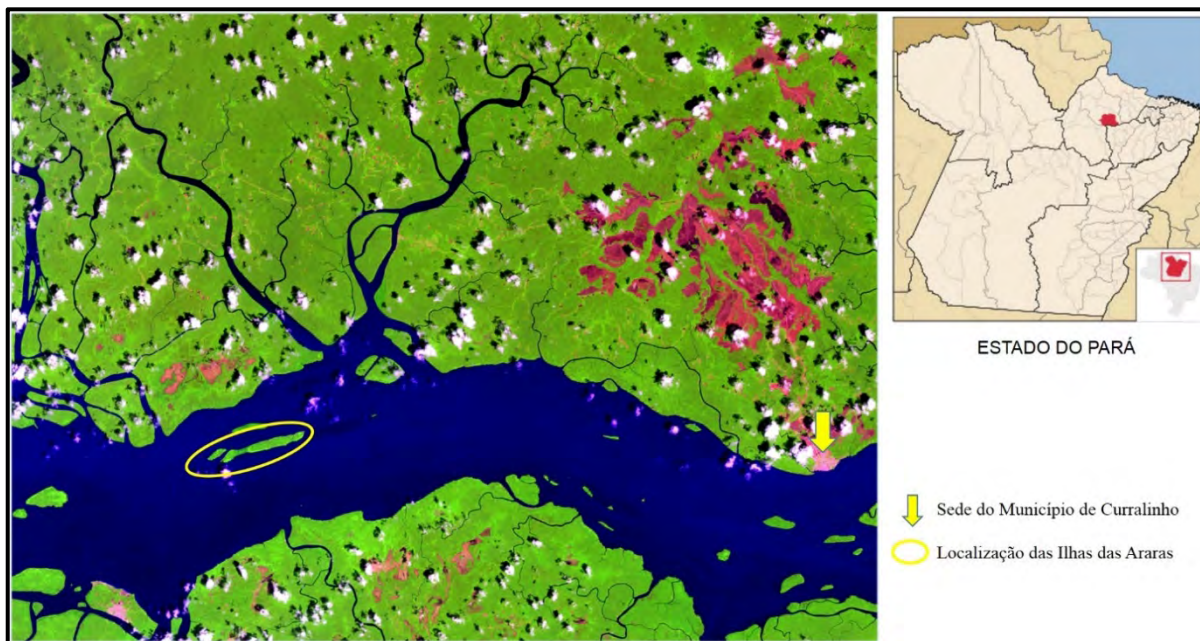 ESTADO DO PARÁ
Sede do Município de Curralinho
Localização das Ilhas das Araras